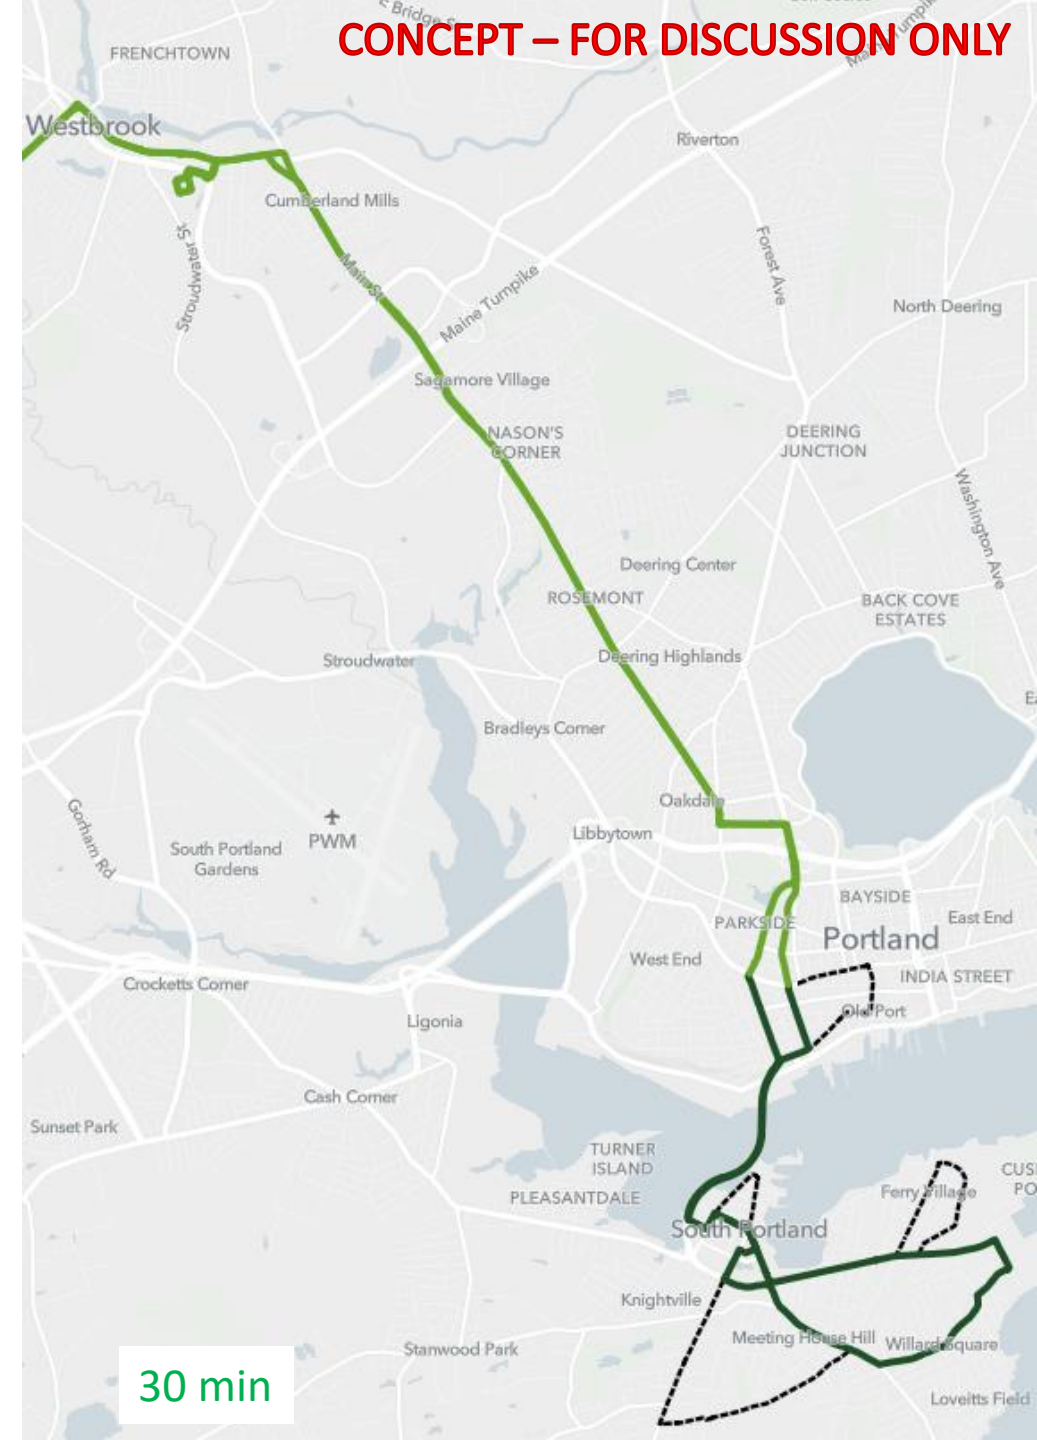 E Bridge S
CONCEPT – FOR DISCUSSION ONLY
FRENCHTOWN
Westbrook
Riverton
Cumberland Mills
Stroudwater St
Main St
Forest Ave
Maine Turnpike
North Deering
Sagamore Village
NASON'S
CORNER
DEERING
JUNCTION
Washington Ave
Deering Center
ROSEMONT
BACK COVE
ESTATES
Stroudwater
Deering Highlands
Bradleys Corner
Oakdale
Gorham Rd
PWM
Libbytown
South Portland
Gardens
BAYSIDE
PARKSIDE
East End
Portland
West End
INDIA STREET
Crocketts Corner
Old Port
Ligonia
Cash Corner
Sunset Park
TURNER
ISLAND
CUS
PO
PLEASANTDALE
Ferry Village
South Portland
Knightville
Meeting House Hill
Willard Square
Stanwood Park
30 min
Loveitts Field